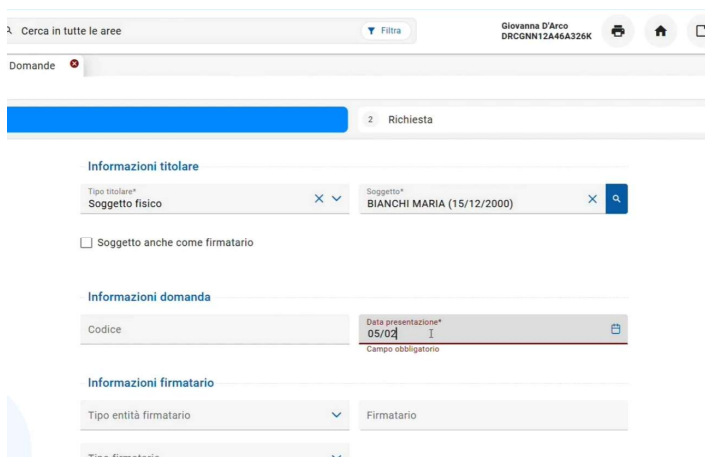 Cerca in tutte le aree
Filtra
Giovanna D'Arco
DRCGNN12A46A326K
Domande
2 Richiesta
Informazioni titolare
Tipo titolare*
Soggetto fisico
Soggetto*
BIANCHI MARIA (15/12/2000)
Soggetto anche come firmatario
Informazioni domanda
Codice
Data presentazione*
05/02
Campo obbligatorio
Informazioni firmatario
Tipo entità firmatario
Firmatario
Tipo firmatario